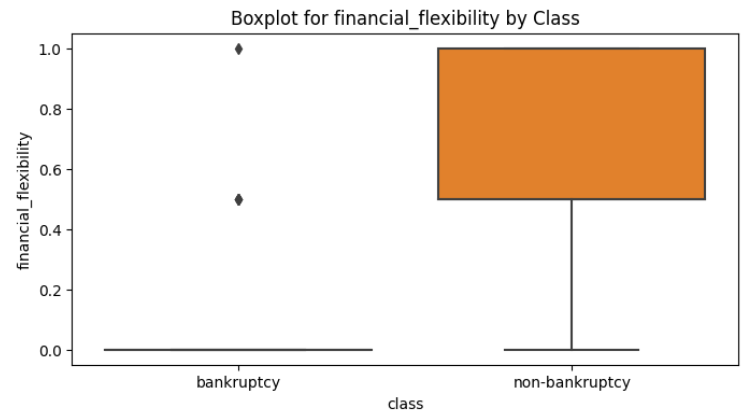 Boxplot for financial_flexibility by Class
financial_flexibility
1.0
0.8
0.6
0.4
0.2
0.0
bankruptcy
non-bankruptcy
class